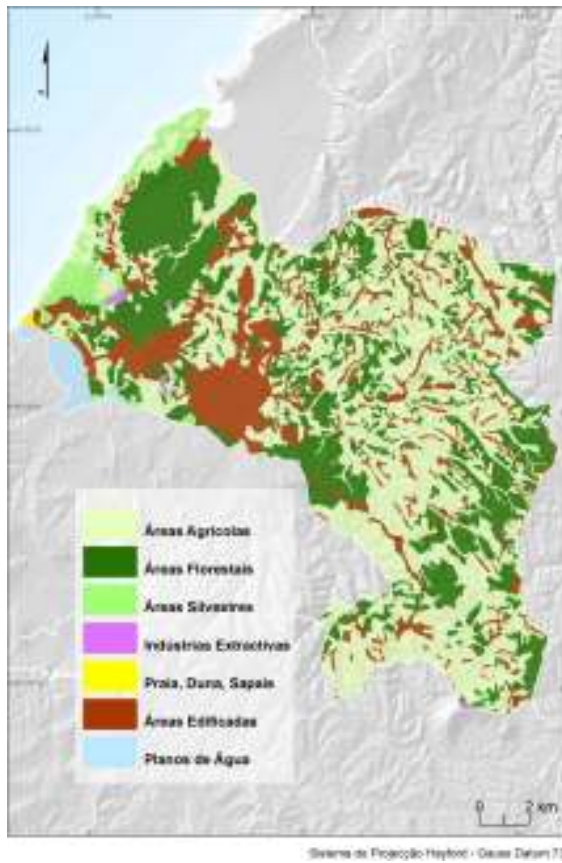 Áreas Agrícolas
Áreas Florestais
Áreas Silvestres
Indústrias Extractivas
Praia, Duna, Sapais
Áreas Edificadas
Planos de Água
0 2 km
Sistema de Projecção Hayford - Gauss Datum 73